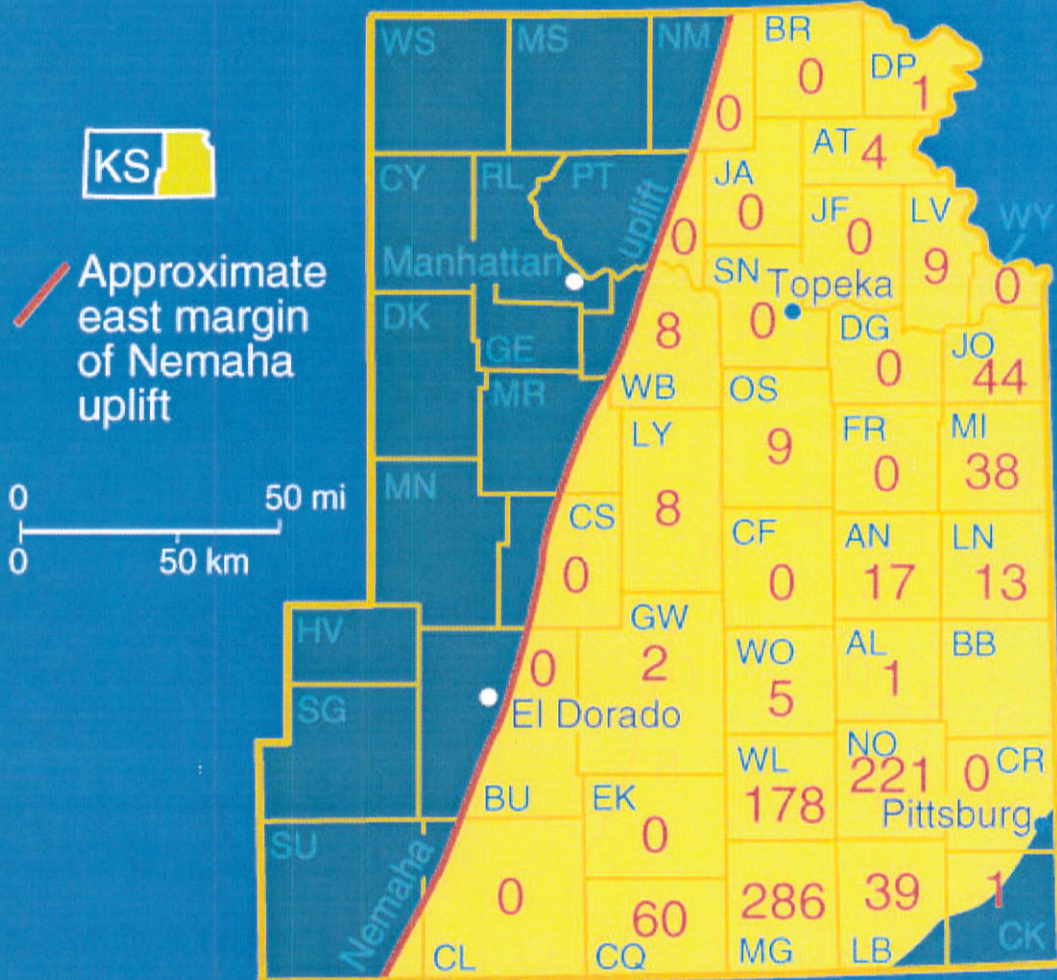 WS MS NM BR
0 DP
0 1
KS
AT 4
CY RL PT JA
0 JF LV WY
uplift 0 0 9
Manhattan SN Topeka 0
Approximate
east margin
of Nemaha
uplift
DK GE 8 0 DG JO
0 44
MR WB OS
LY 9 FR MI
0 38
0 50 mi
0 50 km
MN CS 8 CF AN LN
0 0 17 13
HV GW WO AL BB
0 2 5 1
SG El Dorado
WL NO 0 CR
178 221
BU EK Pittsburg
0
SU Nemaha 0 60 286 39 1
CL CQ MG LB CK